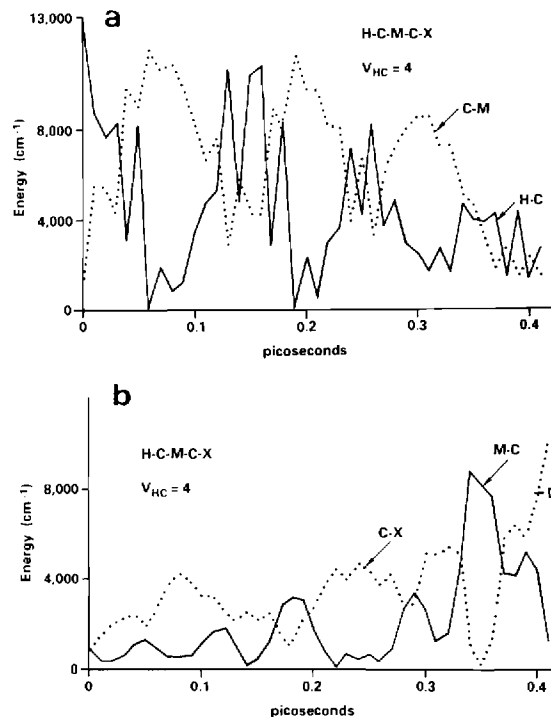 a
H-C-M-C-X
V_HC = 4
C-M
H-C
13,000
8,000
4,000
0
Energy (cm⁻¹)
0 0.1 0.2 0.3 0.4
picoseconds
b
H-C-M-C-X
V_HC = 4
M-C
C-X
8,000
4,000
0
Energy (cm⁻¹)
0 0.1 0.2 0.3 0.4
picoseconds